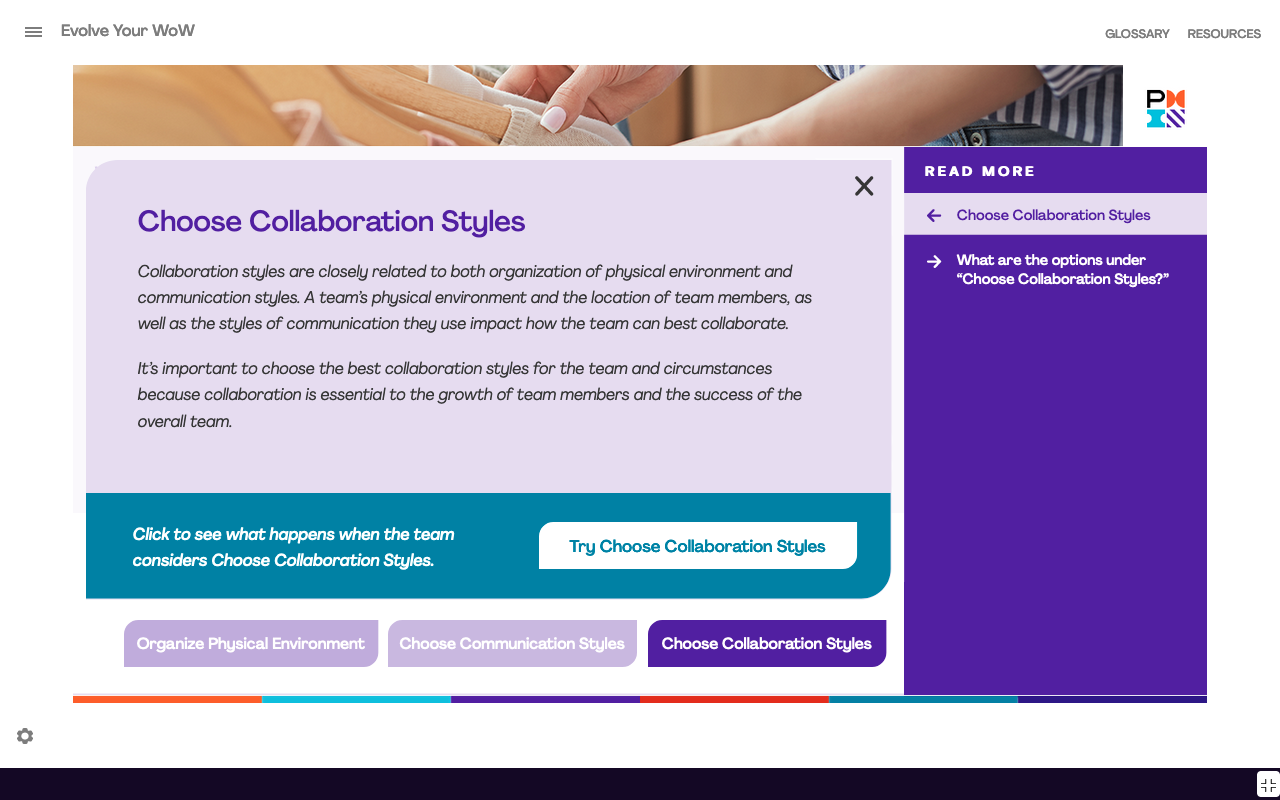 Evolve Your WoW
GLOSSARY
RESOURCES
PM
READ MORE
Choose Collaboration Styles
What are the options under
“Choose Collaboration Styles?”
Choose Collaboration Styles
Collaboration styles are closely related to both organization of physical environment and
communication styles. A team’s physical environment and the location of team members, as
well as the styles of communication they use impact how the team can best collaborate.
It’s important to choose the best collaboration styles for the team and circumstances
because collaboration is essential to the growth of team members and the success of the
overall team.
Click to see what happens when the team
considers Choose Collaboration Styles.
Try Choose Collaboration Styles
Organize Physical Environment
Choose Communication Styles
Choose Collaboration Styles